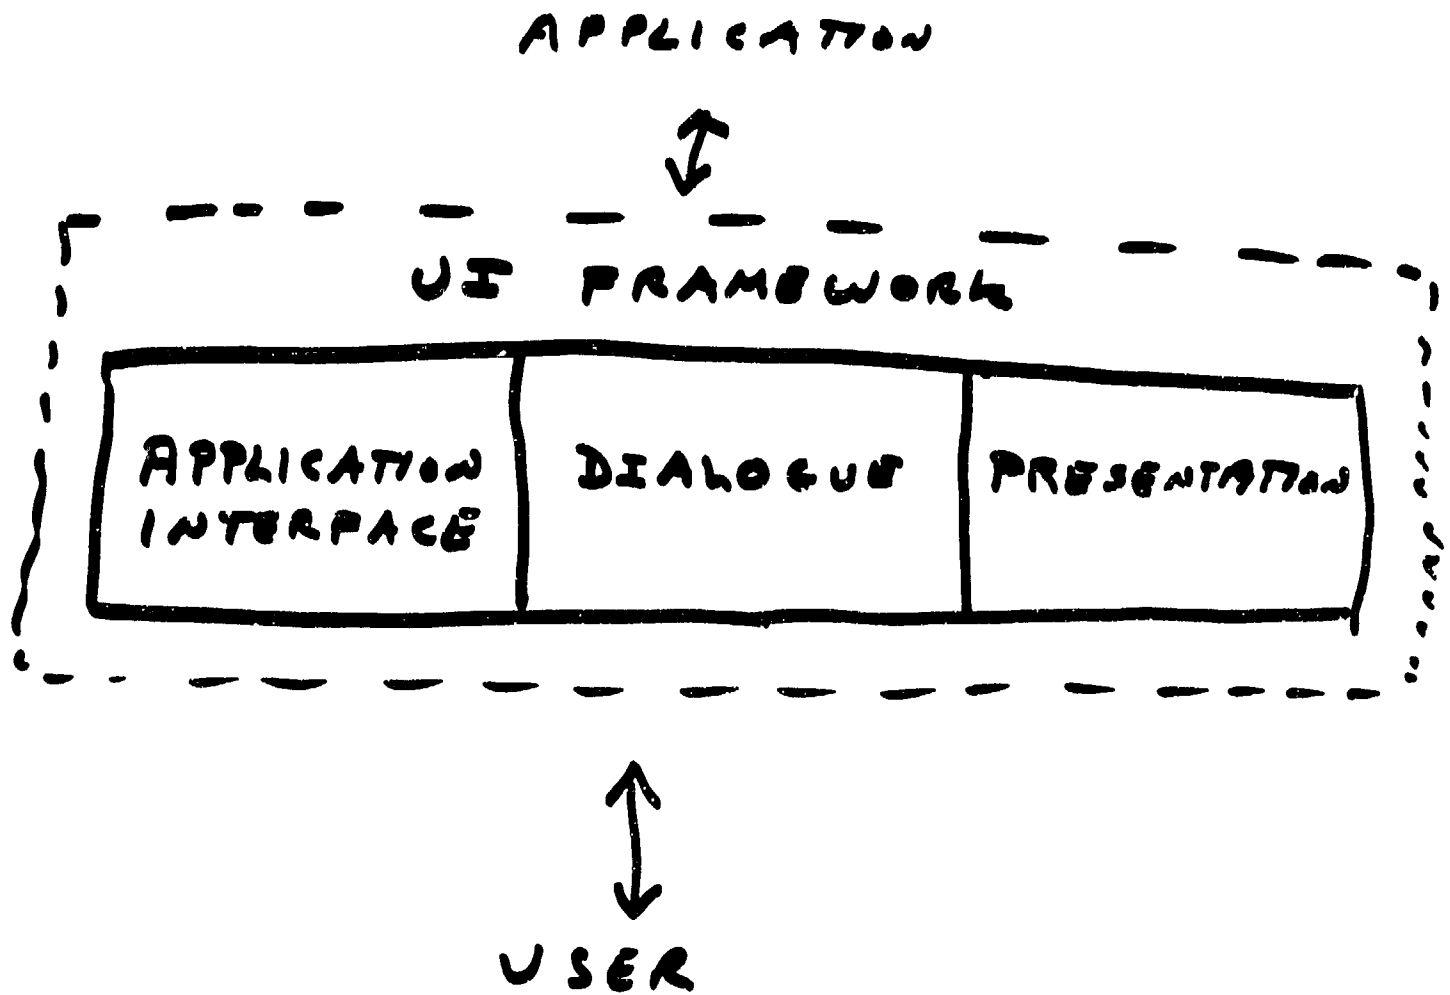 APPLICATION
UI FRAMEWORK
APPLICATION
INTERFACE
DIALOGUE
PRESENTATION
USER